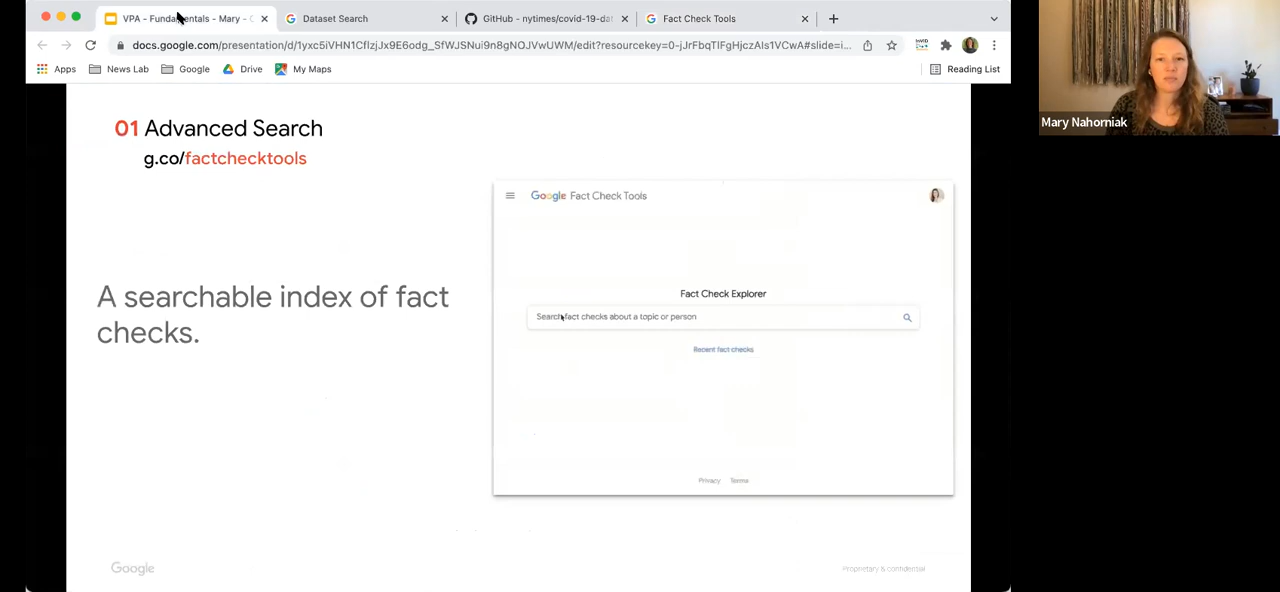 VPA - Fundamentals - Mary - G
Dataset Search
GitHub - nytimes/covid-19-dat
Fact Check Tools
docs.google.com/presentation/d/1yxc5iVHN1CflzjJx9E6odg_SfWJSNui9n8gNOJVwUWM/edit?resourcekey=0-jJrFbqTlFgHjczAIs1VCwA#slide=i...
Apps
News Lab
Google
Drive
My Maps
Reading List
Mary Nahorniak
01 Advanced Search
g.co/factchecktools
A searchable index of fact
checks.
Google Fact Check Tools
Fact Check Explorer
Search fact checks about a topic or person
Recent fact checks
Privacy Terms
Google
Proprietary & confidential